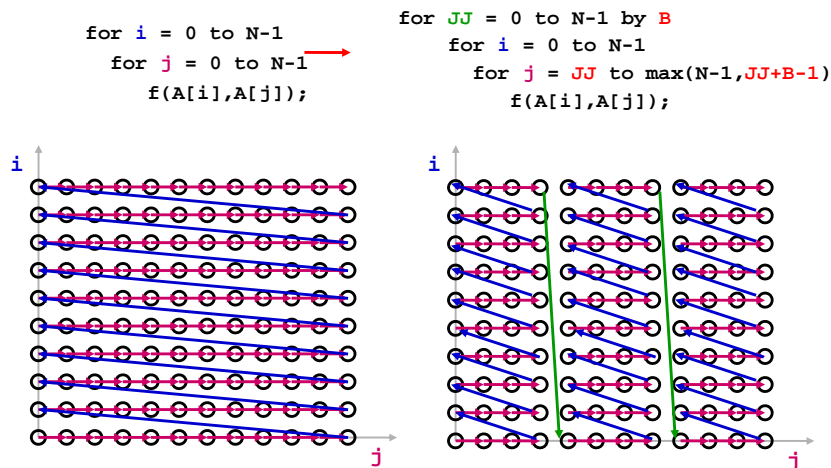 for i = 0 to N-1
for j = 0 to N-1
f(A[i],A[j]);
for JJ = 0 to N-1 by B
for i = 0 to N-1
for j = JJ to max(N-1,JJ+B-1)
f(A[i],A[j]);
i
j
i
j